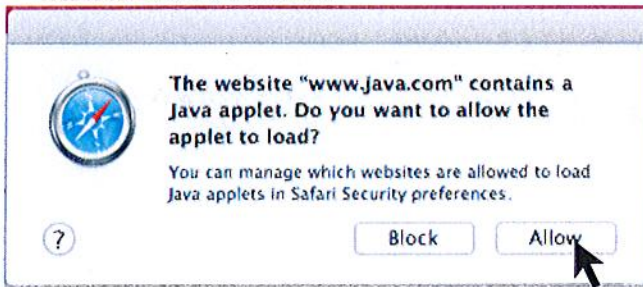 The website "www.java.com" contains a
Java applet. Do you want to allow the
applet to load?
You can manage which websites are allowed to load
Java applets in Safari Security preferences.
?
Block
Allow